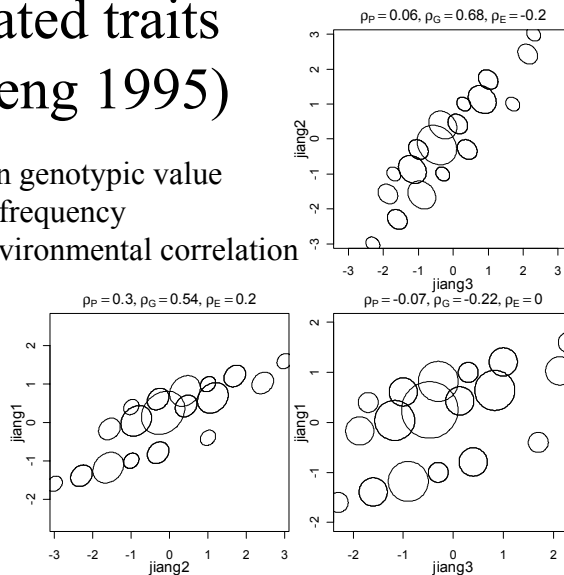 ated traits
eng 1995)
n genotypic value
frequency
vironmental correlation
ρP = 0.06, ρG = 0.68, ρE = -0.2
3
2
1
0
-1
-2
-3
jiang2
-3 -2 -1 0 1 2 3
jiang3
ρP = 0.3, ρG = 0.54, ρE = 0.2
2
1
0
-1
-2
jiang1
-3 -2 -1 0 1 2 3
jiang2
ρP = -0.07, ρG = -0.22, ρE = 0
2
1
0
-1
-2
jiang1
-2 -1 0 1 2
jiang3